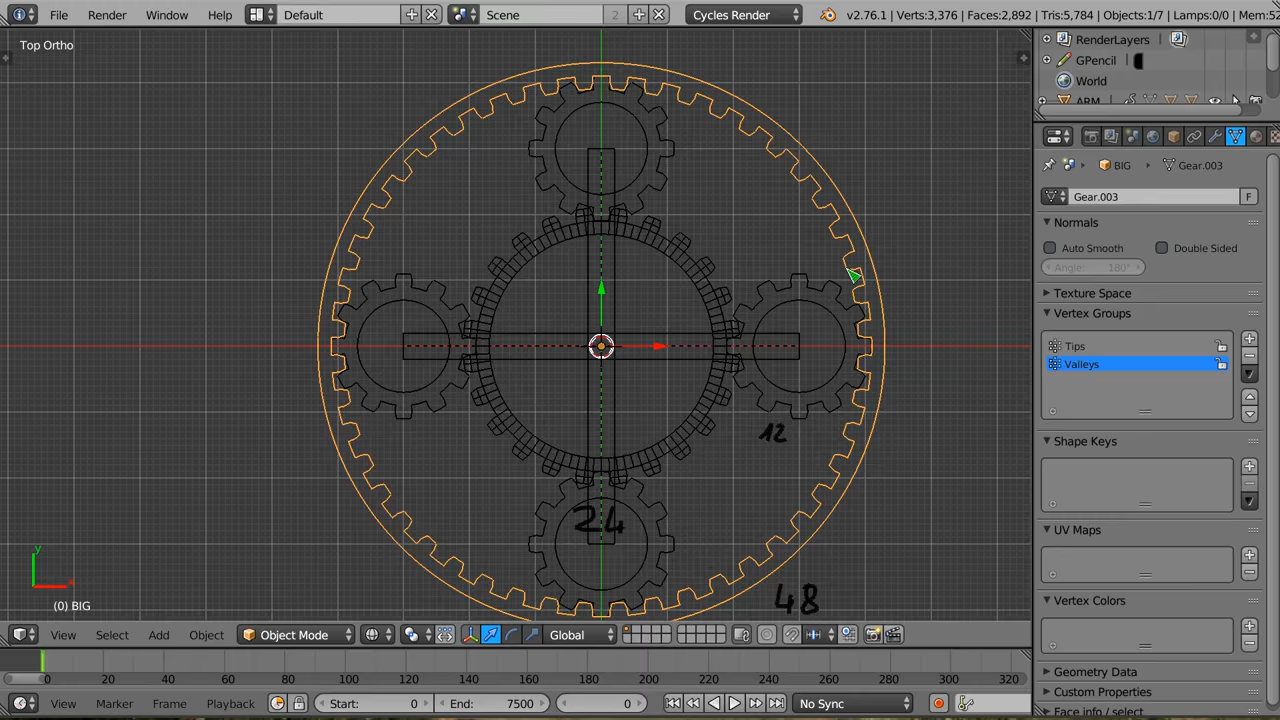 File Render Window Help Default Scene 2 Cycles Render v2.76.1 | Verts:3,376 | Faces:2,892 | Tris:5,784 | Objects:1/7 | Lamps:0/0 | Mem:52
Top Ortho
RenderLayers
GPencil
World
ARM
BIG Gear.003
Gear.003 F
Normals
Auto Smooth Double Sided
Angle: 180°
Texture Space
Vertex Groups
Tips
Valleys
12
24
48
Shape Keys
UV Maps
Vertex Colors
Geometry Data
Custom Properties
y
(0) BIG
View Select Add Object Object Mode Global
0 20 40 60 80 100 120 140 160 180 200 220 240 260 280 300 320
View Marker Frame Playback Start: 0 End: 7500 0 No Sync
Face info / select